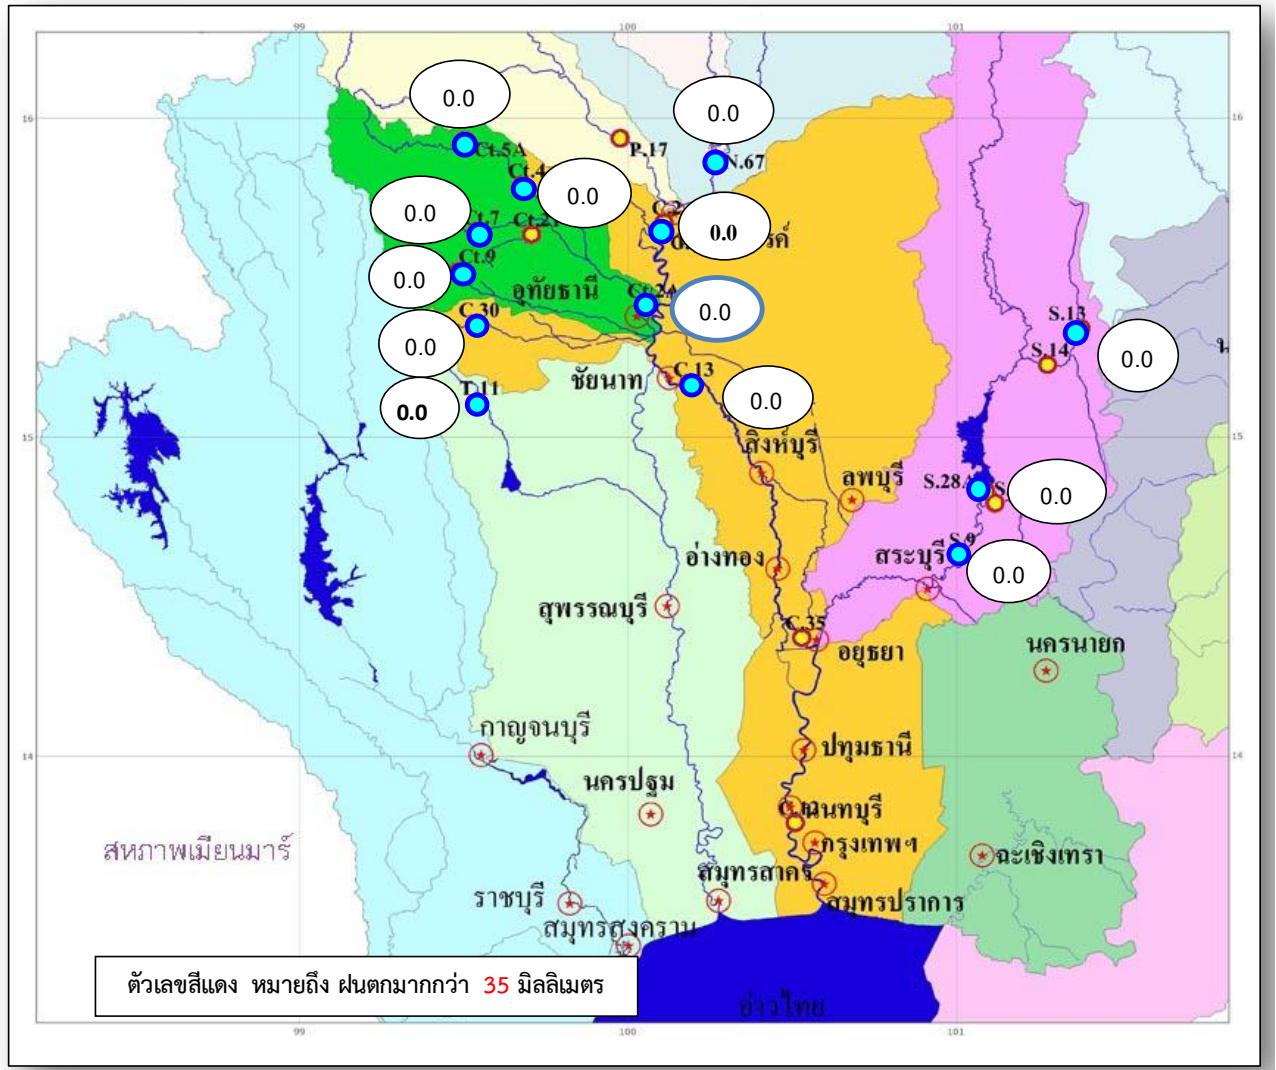 99
100
101
16
16
0.0
0.0
Ct.5A
P.17
N.67
Ct.4
0.0
0.0
Ct.7
0.0
Ct.9
0.0
อุทัยธานี
Ct.2A
0.0
C.30
0.0
S.13
S.14
0.0
ชัยนาท
C.13
T.11
0.0
0.0
15
15
สิงห์บุรี
ลพบุรี
S.28A
0.0
อ่างทอง
สระบุรี
S.9
0.0
สุพรรณบุรี
C.35
อยุธยา
นครนายก
กาญจนบุรี
ปทุมธานี
14
14
นครปฐม
นนทบุรี
สหภาพเมียนมาร์
กรุงเทพฯ
ฉะเชิงเทรา
สมุทรสาคร
ราชบุรี
สมุทรปราการ
สมุทรสงคราม
ตัวเลขสีแดง หมายถึง ฝนตกมากกว่า 35 มิลลิเมตร
อ่าวไทย
99
100
101